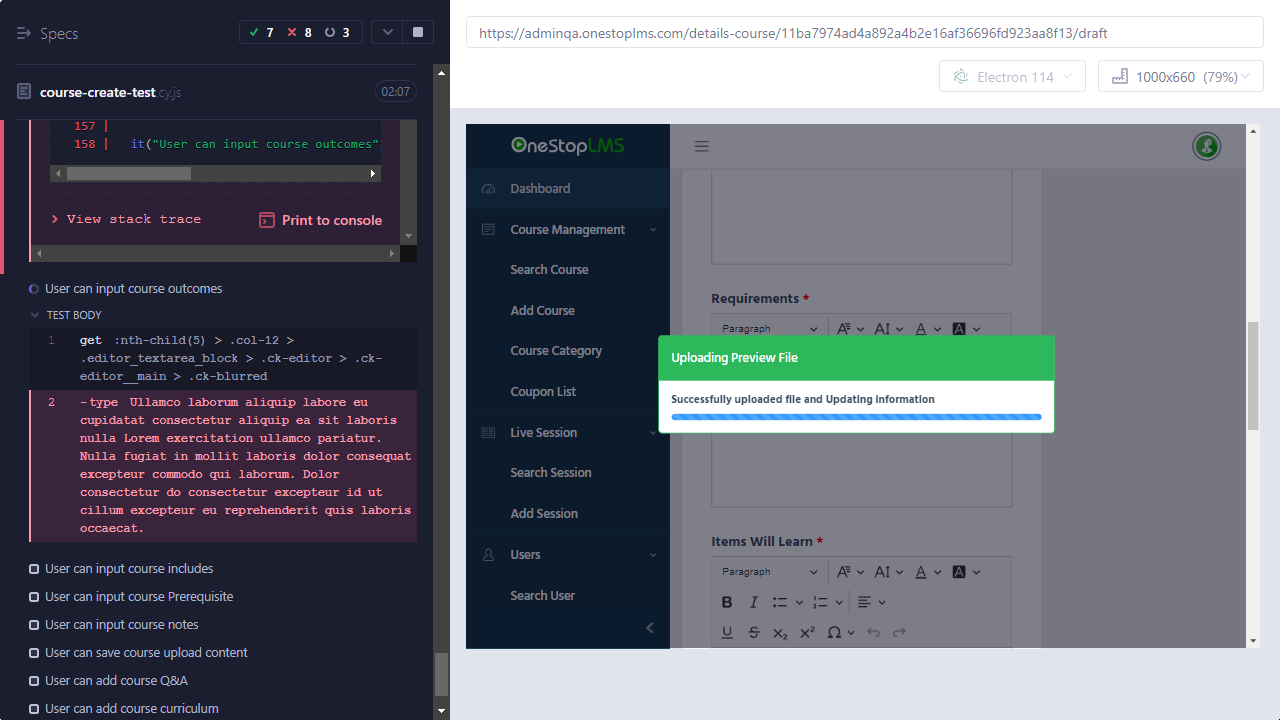 Specs
7 8 3
course-create-test.cy.js 02:07
157 |
158 | it("User can input course outcomes"
View stack trace Print to console
User can input course outcomes
TEST BODY
1 get :nth-child(5) > .col-12 >
.editor_textarea_block > .ck-editor > .ck-
editor__main > .ck-blurred
2 -type Ullamco laborum aliquip labore eu
cupidatat consectetur aliquip ea sit laboris
nulla Lorem exercitation ullamco pariatur.
Nulla fugiat in mollit laboris dolor consequat
excepteur commodo qui laborum. Dolor
consectetur do consectetur excepteur id ut
cillum excepteur eu reprehenderit quis laboris
occaecat.
User can input course includes
User can input course Prerequisite
User can input course notes
User can save course upload content
User can add course Q&A
User can add course curriculum
https://adminqa.onestoplms.com/details-course/11ba7974ad4a892a4b2e16af36696fd923aa8f13/draft
Electron 114 1000x660 (79%)
OneStopLMS
Dashboard
Course Management
Search Course
Add Course
Course Category
Coupon List
Live Session
Search Session
Add Session
Users
Search User
Requirements *
Paragraph
Uploading Preview File
Successfully uploaded file and Updating Information
Items Will Learn *
Paragraph